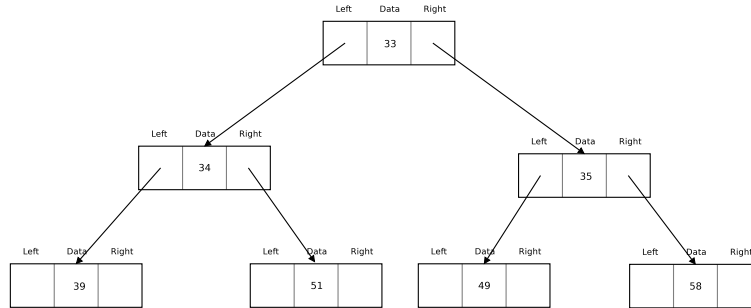 Left Data Right
33
Left Data Right
34
Left Data Right
35
Left Data Right
39
Left Data Right
51
Left Data Right
49
Left Data Right
58